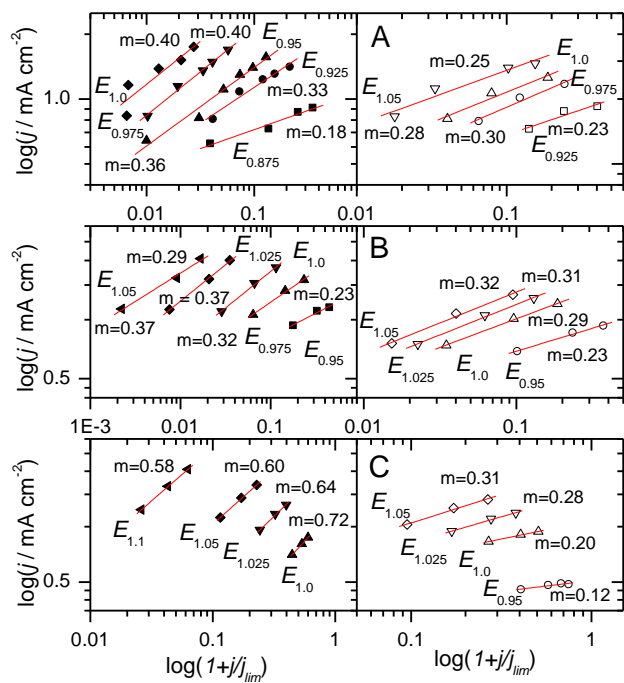 m=0.40 m=0.40 E0.95 A m=0.25 E1.0
E0.925 E0.975
m=0.33
1.0
E1.0 E1.05
E0.975 m=0.18 m=0.28 m=0.30 m=0.23
m=0.36 E0.875 E0.925
log(j / mA cm-2)
0.01 0.1 0.01 0.1
m=0.29 E1.025 E1.0 B
m=0.32 m=0.31
E1.05 m = 0.37 m=0.23
m=0.29
m=0.37 m=0.32 E0.975 E0.95 E1.05 E1.025 E1.0 E0.95 m=0.23
0.5
log(j / mA cm-2)
1E-3 0.01 0.1 0.01 0.1
m=0.58 m=0.60 C
m=0.31
m=0.64 m=0.28
E1.1 E1.05 m=0.72 E1.05
E1.025 E1.025 m=0.20
E1.0 E1.0
E0.95 m=0.12
0.5
log(j / mA cm-2)
0.01 0.1 1 0.1 1
log(1+j/jlim) log(1+j/jlim)